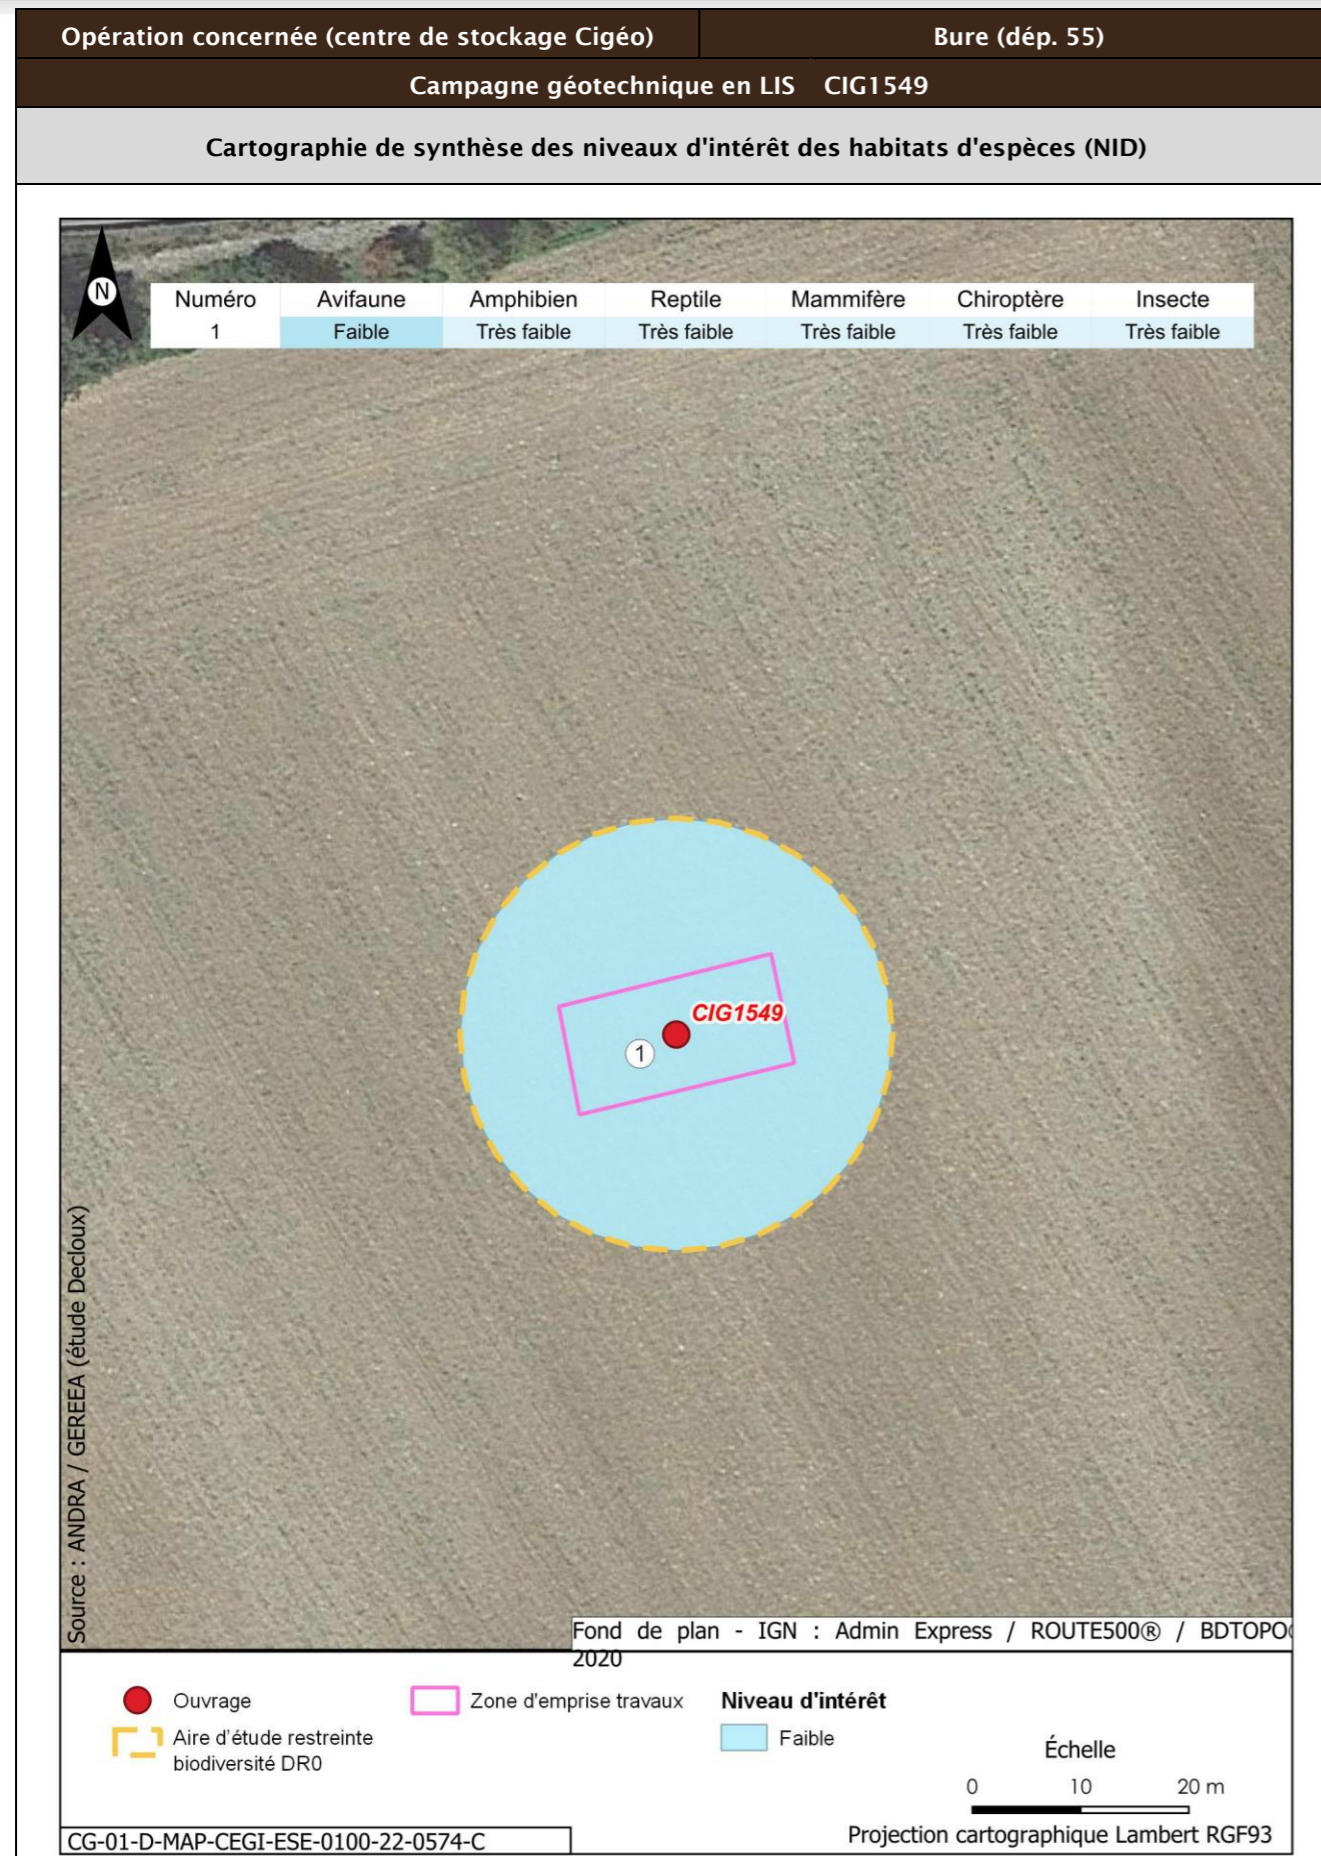 Opération concernée (centre de stockage Cigéo) Bure (dép. 55)
Campagne géotechnique en LIS CIG1549
Cartographie de synthèse des niveaux d'intérêt des habitats d'espèces (NID)
N
Numéro Avifaune Amphibien Reptile Mammifère Chiroptère Insecte
1 Faible Très faible Très faible Très faible Très faible Très faible
CIG1549
1
Source : ANDRA / GEREEA (étude Decloux)
Fond de plan - IGN : Admin Express / ROUTE500® / BDTOPO
2020
Ouvrage
Aire d'étude restreinte
biodiversité DR0
Zone d'emprise travaux
Niveau d'intérêt
Faible
Échelle
0 10 20 m
Projection cartographique Lambert RGF93
CG-01-D-MAP-CEGI-ESE-0100-22-0574-C